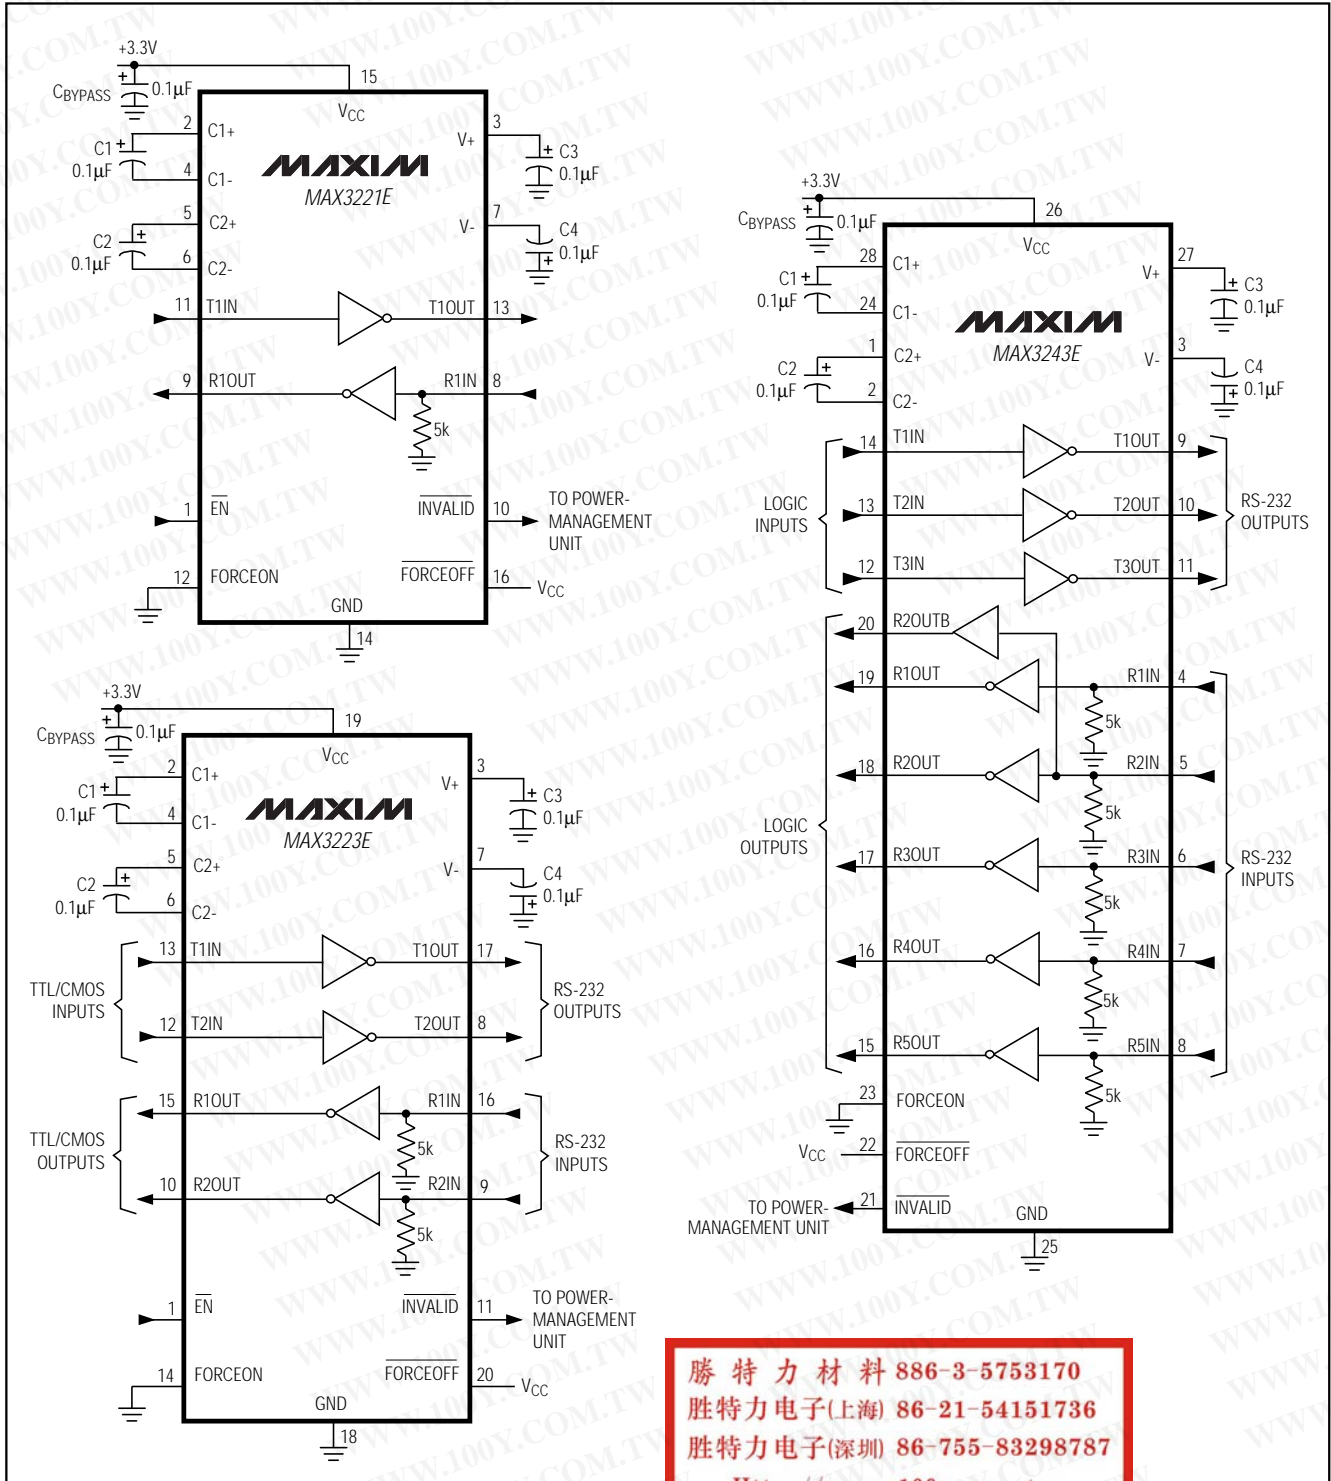 +3.3V
CBYPASS
0.1μF
15
VCC
2
C1+
C1
0.1μF
4
C1-
5
C2+
C2
0.1μF
6
C2-
MAXIM
MAX3221E
3
V+
C3
0.1μF
7
V-
C4
0.1μF
11
T1IN
T1OUT
13
9
R1OUT
R1IN
8
5k
1
EN
INVALID
10
TO POWER-
MANAGEMENT
UNIT
12
FORCEON
FORCEOFF
16
VCC
GND
14
+3.3V
CBYPASS
0.1μF
19
VCC
2
C1+
C1
0.1μF
4
C1-
5
C2+
C2
0.1μF
6
C2-
MAXIM
MAX3223E
3
V+
C3
0.1μF
7
V-
C4
0.1μF
TTL/CMOS
INPUTS
13
T1IN
T1OUT
17
12
T2IN
T2OUT
8
RS-232
OUTPUTS
TTL/CMOS
OUTPUTS
15
R1OUT
R1IN
16
5k
10
R2OUT
R2IN
9
5k
RS-232
INPUTS
1
EN
INVALID
11
TO POWER-
MANAGEMENT
UNIT
14
FORCEON
FORCEOFF
20
VCC
GND
18
+3.3V
CBYPASS
0.1μF
26
VCC
28
C1+
C1
0.1μF
24
C1-
1
C2+
C2
0.1μF
2
C2-
MAXIM
MAX3243E
27
V+
C3
0.1μF
3
V-
C4
0.1μF
LOGIC
INPUTS
14
T1IN
T1OUT
9
13
T2IN
T2OUT
10
12
T3IN
T3OUT
11
RS-232
OUTPUTS
LOGIC
OUTPUTS
20
R2OUTB
19
R1OUT
R1IN
4
5k
18
R2OUT
R2IN
5
5k
17
R3OUT
R3IN
6
5k
16
R4OUT
R4IN
7
5k
15
R5OUT
R5IN
8
5k
RS-232
INPUTS
23
FORCEON
VCC
22
FORCEOFF
TO POWER-
MANAGEMENT UNIT
21
INVALID
GND
25
勝 特 力 材 料 886-3-5753170
胜特力电子(上海) 86-21-54151736
胜特力电子(深圳) 86-755-83298787
WWW.100Y.COM.TW